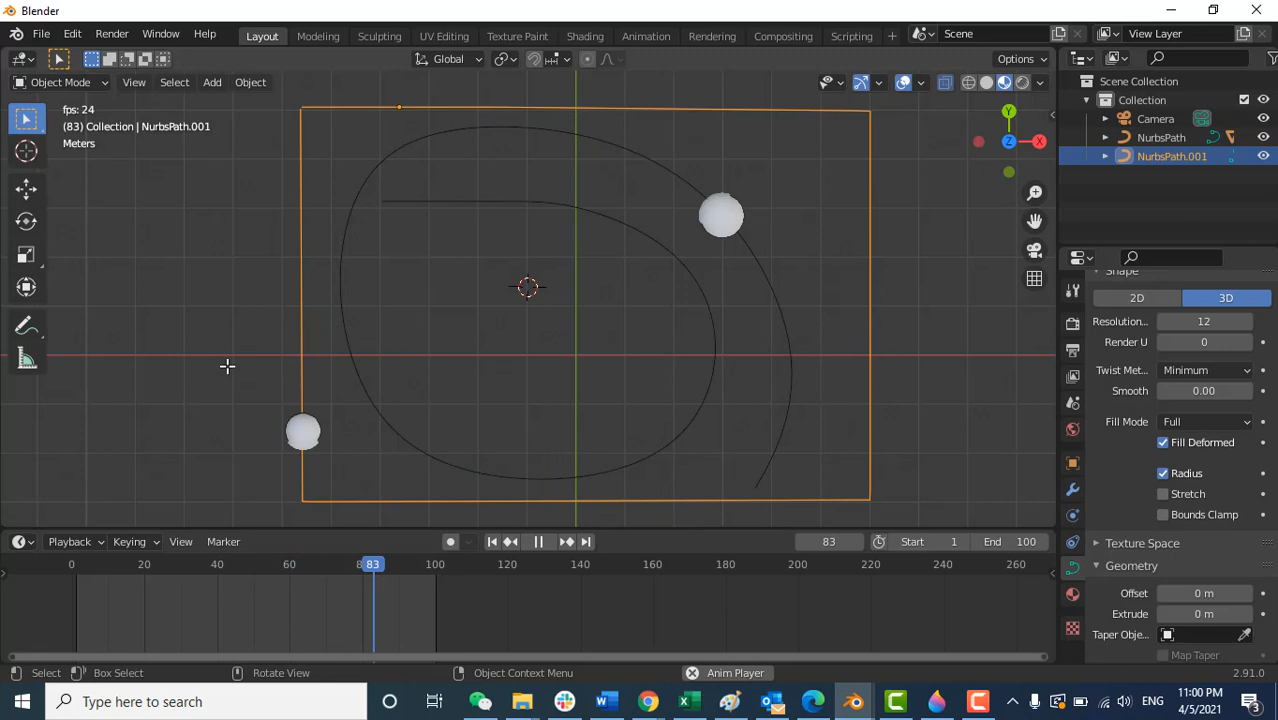 Blender
File Edit Render Window Help
Layout Modeling Sculpting UV Editing Texture Paint Shading Animation Rendering Compositing Scripting + Scene View Layer
Global Options
Object Mode View Select Add Object
Scene Collection
Collection
Camera
NurbsPath
NurbsPath.001
fps: 24
(83) Collection | NurbsPath.001
Meters
Y
Z
X
Shape
2D 3D
Resolution... 12
Render U 0
Twist Met... Minimum
Smooth 0.00
Fill Mode Full
Fill Deformed
Radius
Stretch
Bounds Clamp
Texture Space
Geometry
Offset 0 m
Extrude 0 m
Taper Obje...
Map Taper
Playback Keying View Marker 83 Start 1 End 100
0 20 40 60 8 83 100 120 140 160 180 200 220 240 260
Select Box Select Rotate View Object Context Menu Anim Player 2.91.0
Type here to search
ENG
11:00 PM
4/5/2021
3